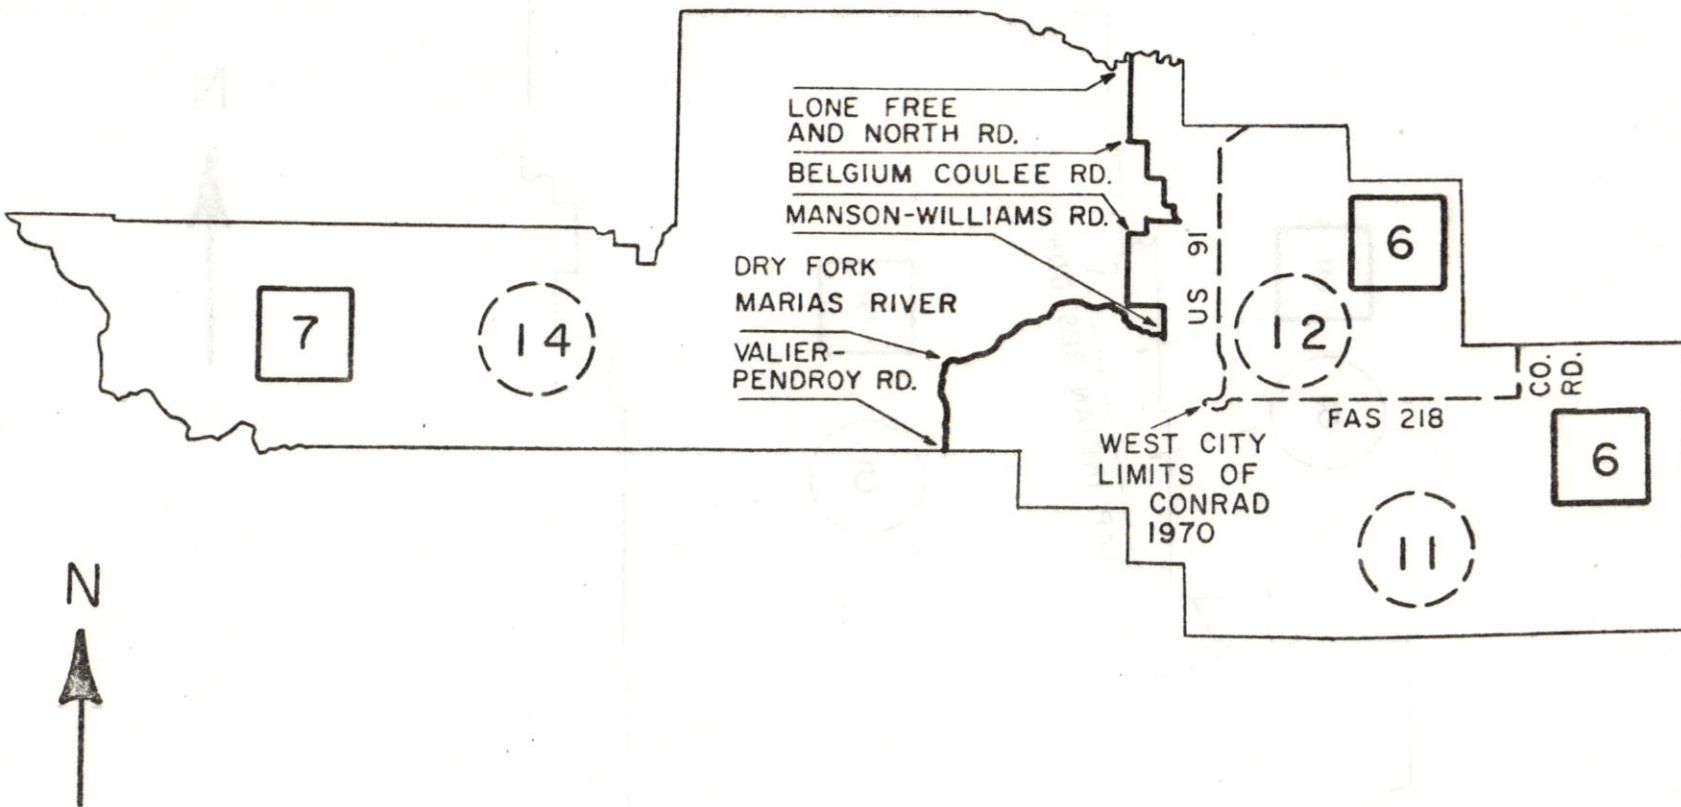 LONE FREE
AND NORTH RD.
BELGIUM COULEE RD.
MANSON-WILLIAMS RD.
DRY FORK
MARIAS RIVER
VALIER-
PENDROY RD.
7
14
US 91
12
6
CO.
RD.
FAS 218
6
WEST CITY
LIMITS OF
CONRAD
1970
11
N